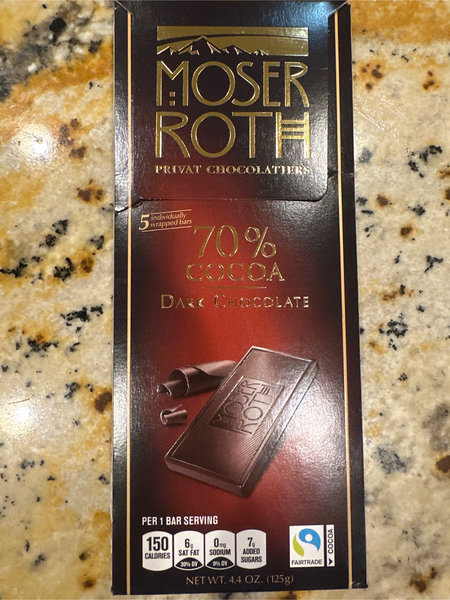 MOSER
ROTH
PRIVAT CHOCOLATIERS
5 individually
wrapped bars
70%
COCOA
DARK CHOCOLATE
MOSER
ROTH
PER 1 BAR SERVING
150
CALORIES
6g
SAT FAT
30% DV
0mg
SODIUM
0% DV
7g
ADDED
SUGARS
FAIRTRADE
COCOA
NET WT. 4.4 OZ. (125g)